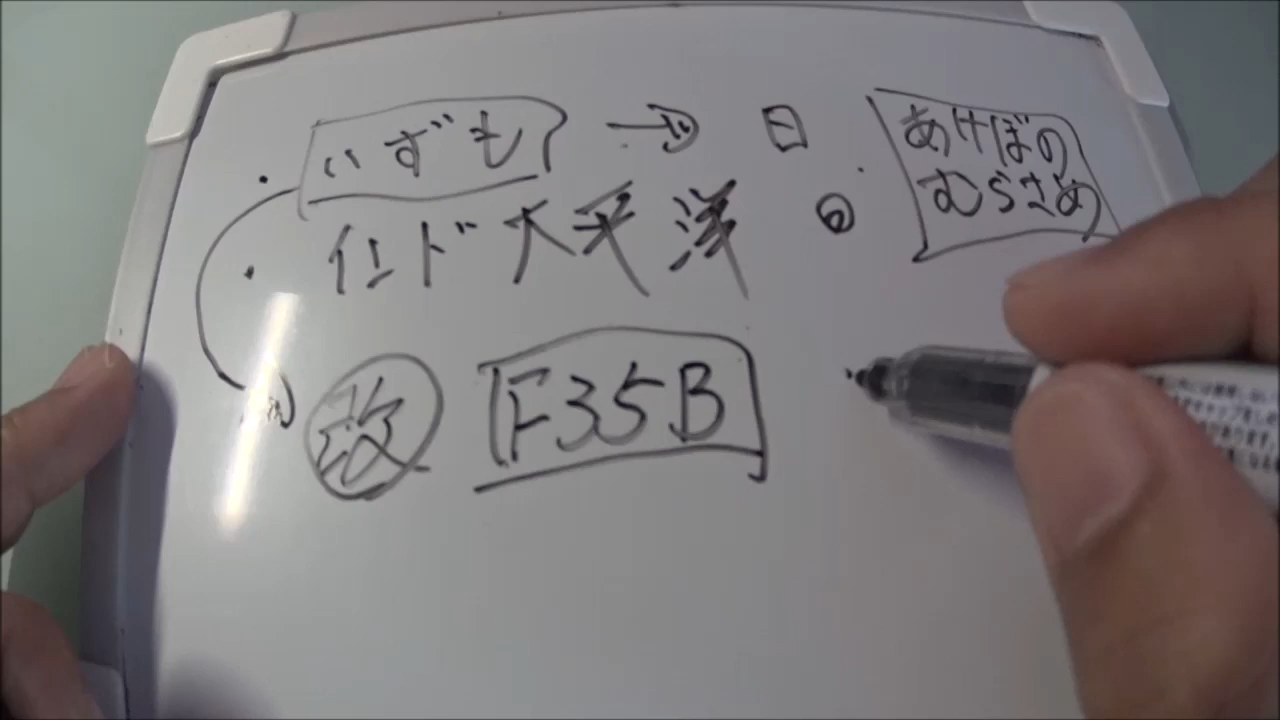 いずも → 日 あけぼの
むらさめ
インド大平洋
改 F35B